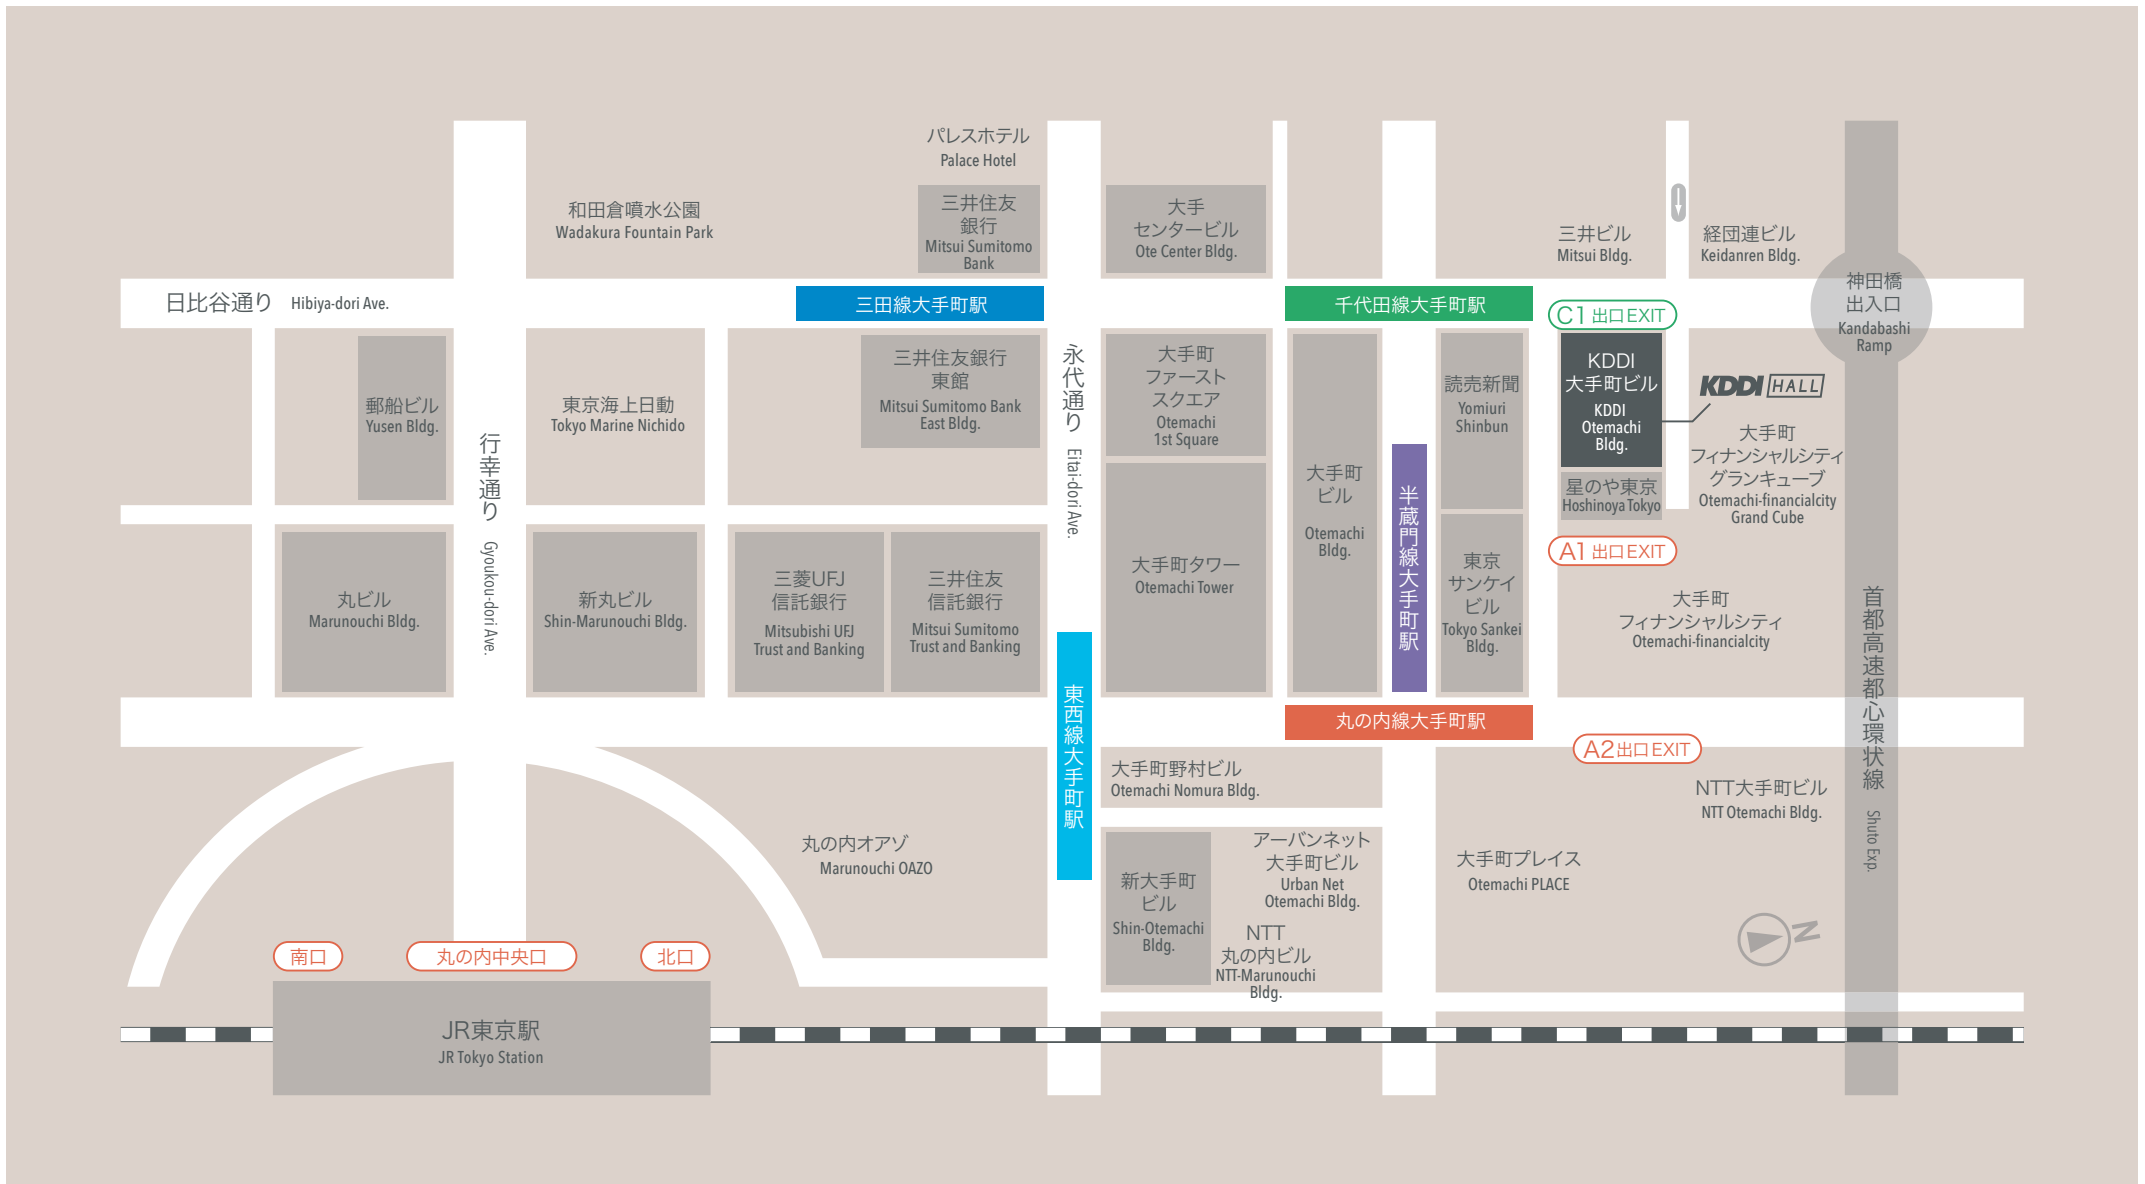 パレスホテル
Palace Hotel
和田倉噴水公園
Wadakura Fountain Park
三井住友
銀行
Mitsui Sumitomo
Bank
大手
センタービル
Ote Center Bldg.
三井ビル
Mitsui Bldg.
経団連ビル
Keidanren Bldg.
日比谷通り Hibiya-dori Ave.
三田線大手町駅
千代田線大手町駅
C1 出口 EXIT
神田橋
出入口
Kandabashi
Ramp
郵船ビル
Yusen Bldg.
行幸通り Gyoukou-dori Ave.
東京海上日動
Tokyo Marine Nichido
三井住友銀行
東館
Mitsui Sumitomo Bank
East Bldg.
永代通り Eitai-dori Ave.
大手町
ファースト
スクエア
Otemachi
1st Square
大手町
ビル
Otemachi
Bldg.
半蔵門線大手町駅
読売新聞
Yomiuri
Shinbun
KDDI
大手町ビル
KDDI
Otemachi
Bldg.
KDDI HALL
大手町
フィナンシャルシティ
グランキューブ
Otemachi-financialcity
Grand Cube
星のや東京
Hoshinoya Tokyo
A1 出口 EXIT
丸ビル
Marunouchi Bldg.
新丸ビル
Shin-Marunouchi Bldg.
三菱UFJ
信託銀行
Mitsubishi UFJ
Trust and Banking
三井住友
信託銀行
Mitsui Sumitomo
Trust and Banking
大手町タワー
Otemachi Tower
東京
サンケイ
ビル
Tokyo Sankei
Bldg.
大手町
フィナンシャルシティ
Otemachi-financialcity
首都高速都心環状線 Shuto Exp.
東西線大手町駅
丸の内線大手町駅
A2 出口 EXIT
大手町野村ビル
Otemachi Nomura Bldg.
NTT大手町ビル
NTT Otemachi Bldg.
丸の内オアゾ
Marunouchi OAZO
新大手町
ビル
Shin-Otemachi
Bldg.
アーバンネット
大手町ビル
Urban Net
Otemachi Bldg.
NTT
丸の内ビル
NTT-Marunouchi
Bldg.
大手町プレイス
Otemachi PLACE
N
南口
丸の内中央口
北口
JR東京駅
JR Tokyo Station